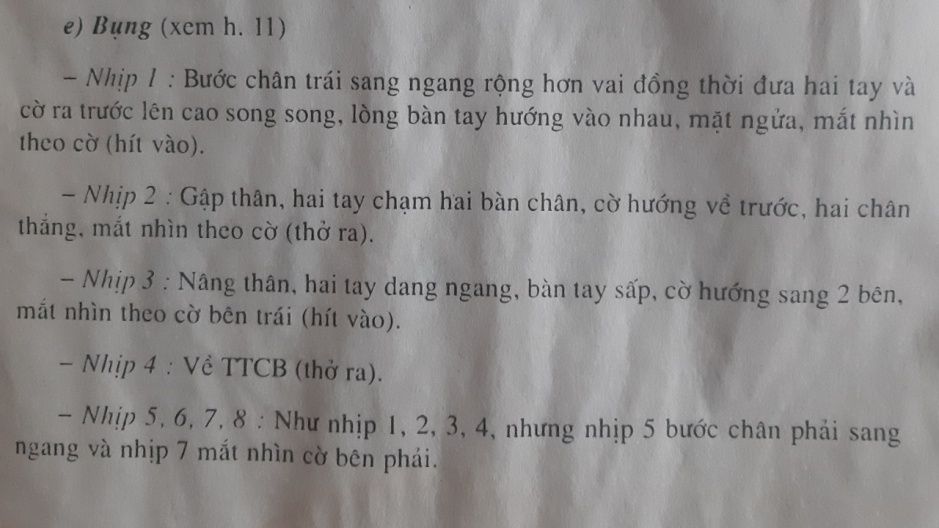 e) Bụng (xem h. 11)
– Nhịp 1 : Bước chân trái sang ngang rộng hơn vai đồng thời đưa hai tay và
cờ ra trước lên cao song song, lòng bàn tay hướng vào nhau, mặt ngửa, mắt nhìn
theo cờ (hít vào).
– Nhịp 2 : Gập thân, hai tay chạm hai bàn chân, cờ hướng về trước, hai chân
thẳng, mắt nhìn theo cờ (thở ra).
– Nhịp 3 : Nâng thân, hai tay dang ngang, bàn tay sấp, cờ hướng sang 2 bên,
mắt nhìn theo cờ bên trái (hít vào).
– Nhịp 4 : Về TTCB (thở ra).
– Nhịp 5, 6, 7, 8 : Như nhịp 1, 2, 3, 4, nhưng nhịp 5 bước chân phải sang
ngang và nhịp 7 mắt nhìn cờ bên phải.